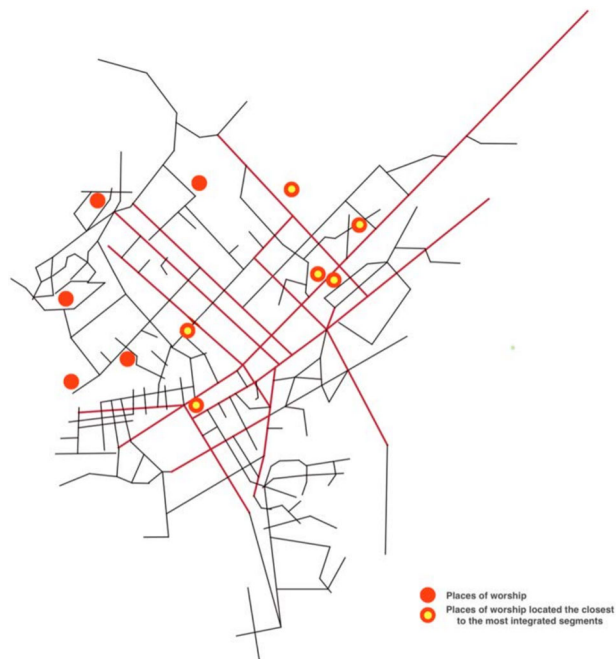 Places of worship
Places of worship located the closest
to the most integrated segments